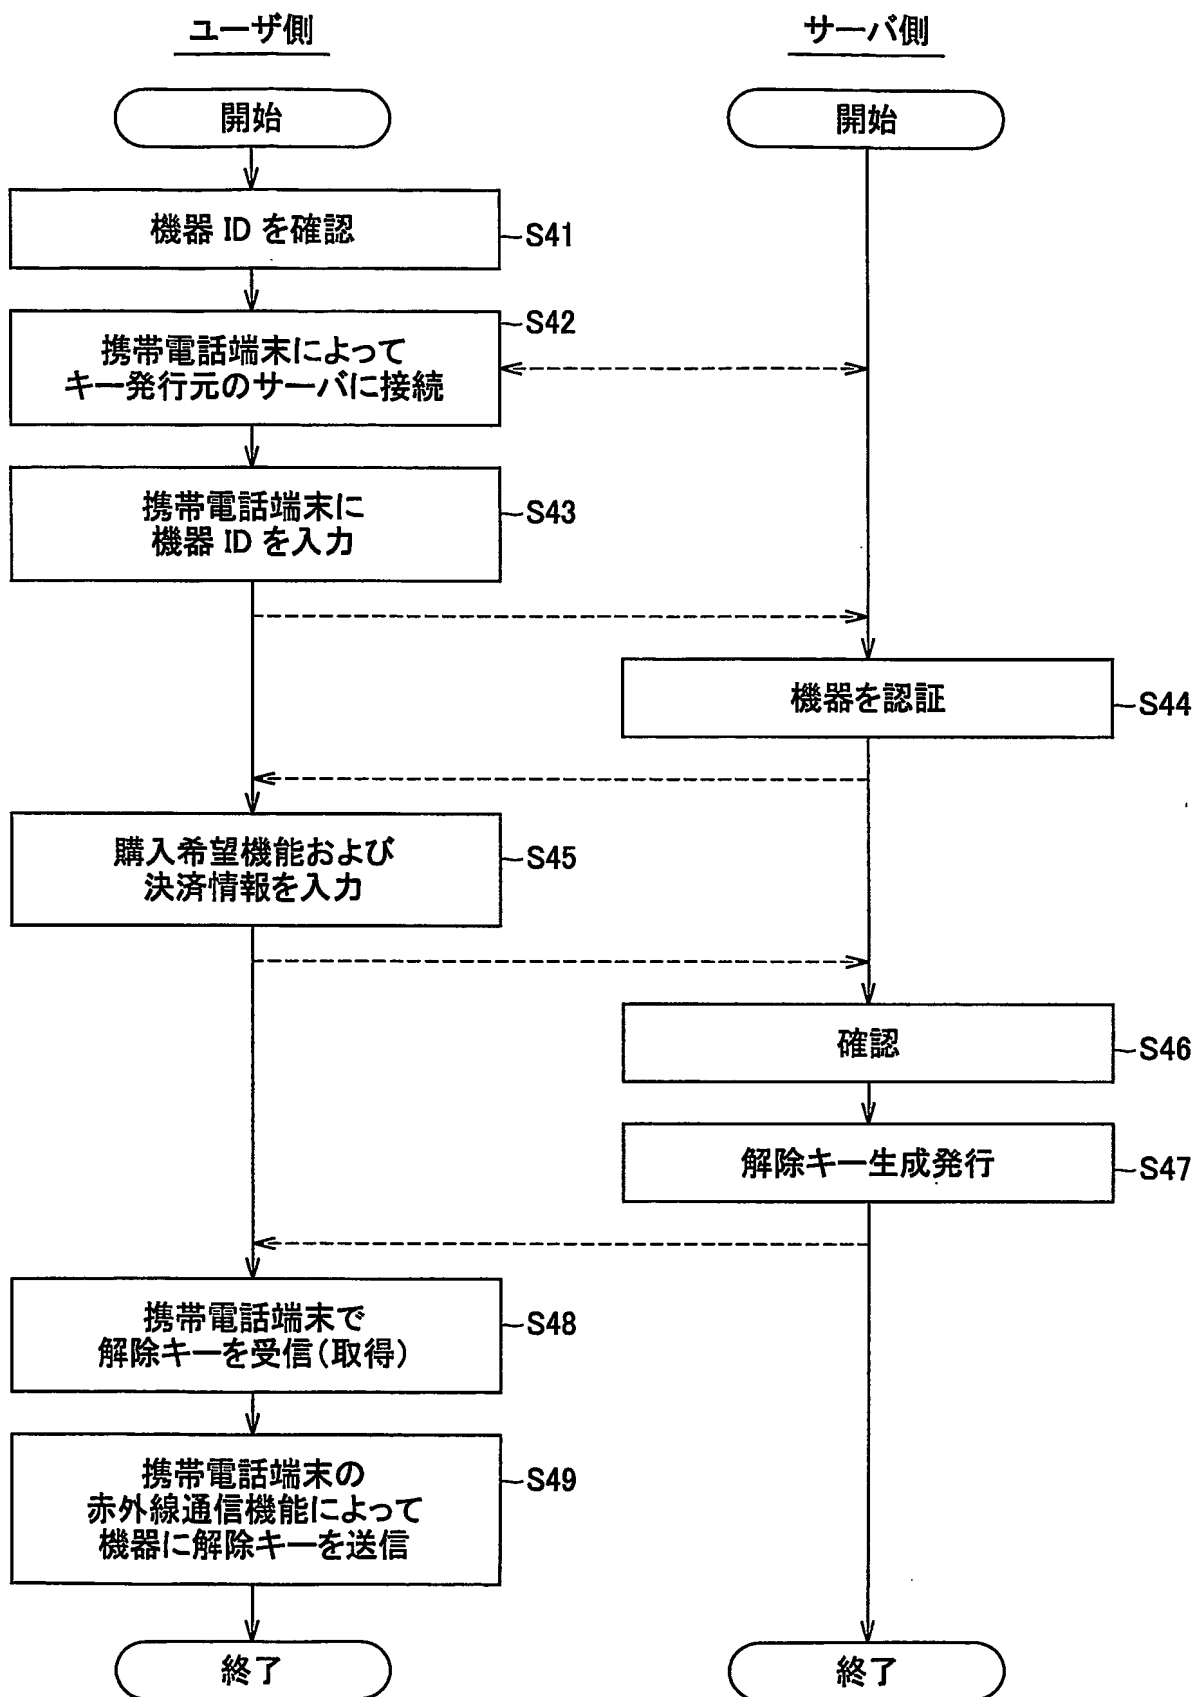 ユーザ側
サーバ側
開始
開始
機器 ID を確認
S41
S42
携帯電話端末によって
キー発行元のサーバに接続
携帯電話端末に
機器 ID を入力
S43
機器を認証
S44
購入希望機能および
決済情報を入力
S45
確認
S46
解除キー生成発行
S47
携帯電話端末で
解除キーを受信(取得)
S48
携帯電話端末の
赤外線通信機能によって
機器に解除キーを送信
S49
終了
終了